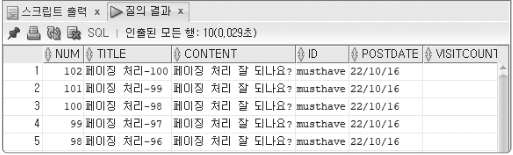 스크립트 출력 x 질의 결과 x
SQL | 인출된 모든 행: 10(0,029초)
NUM TITLE CONTENT ID POSTDATE VISITCOUNT
1 102 페이징 처리-100 페이징 처리 잘 되나요? musthave 22/10/16
2 101 페이징 처리-99 페이징 처리 잘 되나요? musthave 22/10/16
3 100 페이징 처리-98 페이징 처리 잘 되나요? musthave 22/10/16
4 99 페이징 처리-97 페이징 처리 잘 되나요? musthave 22/10/16
5 98 페이징 처리-96 페이징 처리 잘 되나요? musthave 22/10/16